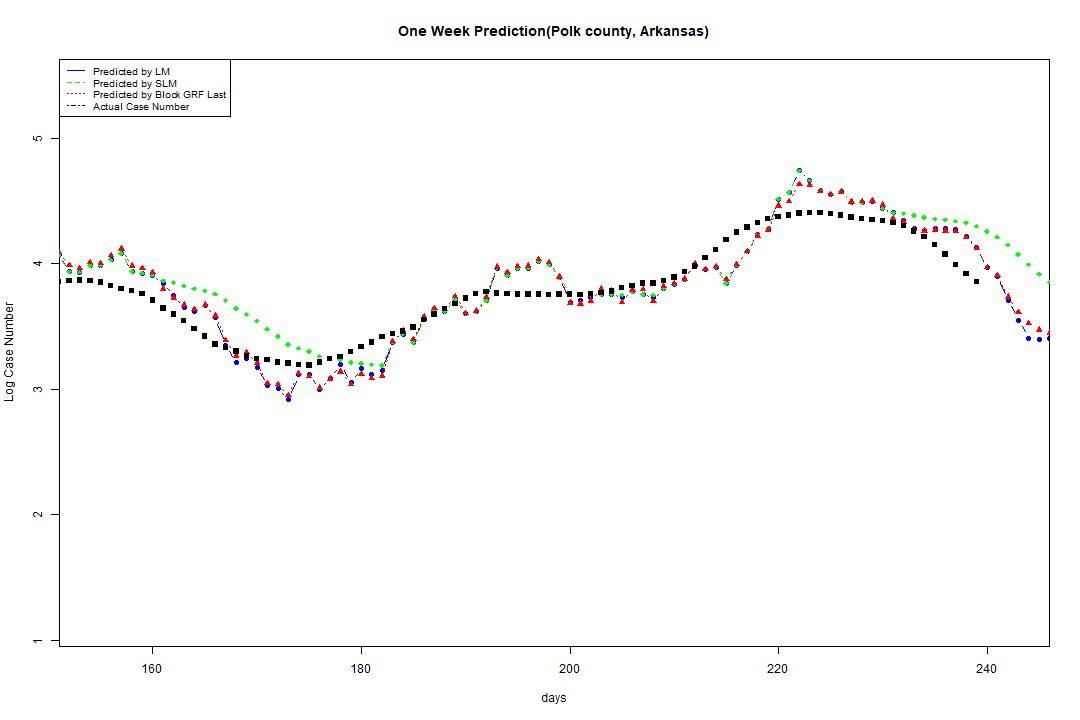 One Week Prediction(Polk county, Arkansas)
Predicted by LM
Predicted by SLM
Predicted by Block GRF Last
Actual Case Number
5
4
3
2
1
Log Case Number
160
180
200
220
240
days